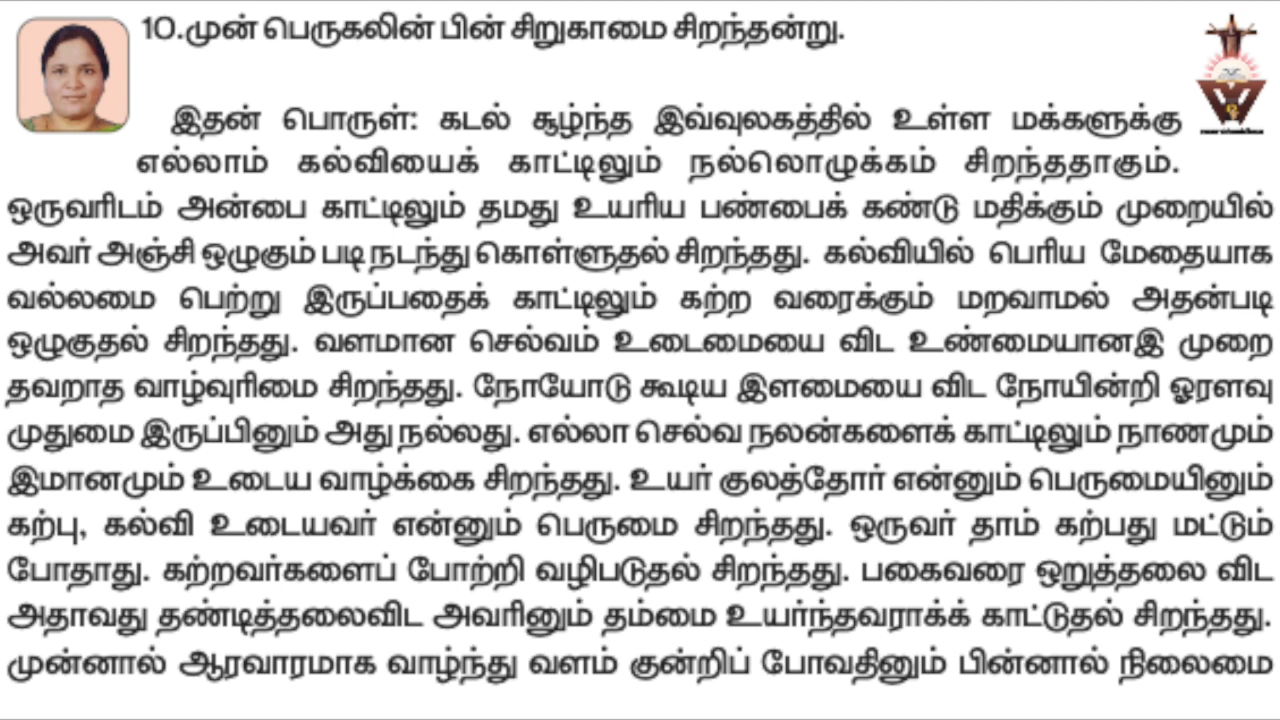 10.முன் பெருகலின் பின் சிறுகாமை சிறந்தன்று.
இதன் பொருள்: கடல் சூழ்ந்த இவ்வுலகத்தில் உள்ள மக்களுக்கு
எல்லாம் கல்வியைக் காட்டிலும் நல்லொழுக்கம் சிறந்ததாகும்.
ஒருவரிடம் அன்பை காட்டிலும் தமது உயரிய பண்பைக் கண்டு மதிக்கும் முறையில்
அவர் அஞ்சி ஒழுகும் படி நடந்து கொள்ளுதல் சிறந்தது. கல்வியில் பெரிய மேதையாக
வல்லமை பெற்று இருப்பதைக் காட்டிலும் கற்ற வரைக்கும் மறவாமல் அதன்படி
ஒழுகுதல் சிறந்தது. வளமான செல்வம் உடைமையை விட உண்மையானஇ முறை
தவறாத வாழ்வுரிமை சிறந்தது. நோயோடு கூடிய இளமையை விட நோயின்றி ஓரளவு
முதுமை இருப்பினும் அது நல்லது. எல்லா செல்வ நலன்களைக் காட்டிலும் நாணமும்
இமானமும் உடைய வாழ்க்கை சிறந்தது. உயர் குலத்தோர் என்னும் பெருமையினும்
கற்பு, கல்வி உடையவர் என்னும் பெருமை சிறந்தது. ஒருவர் தாம் கற்பது மட்டும்
போதாது. கற்றவர்களைப் போற்றி வழிபடுதல் சிறந்தது. பகைவரை ஒறுத்தலை விட
அதாவது தண்டித்தலைவிட அவரினும் தம்மை உயர்ந்தவராக்க் காட்டுதல் சிறந்தது.
முன்னால் ஆரவாரமாக வாழ்ந்து வளம் குன்றிப் போவதினும் பின்னால் நிலைமை